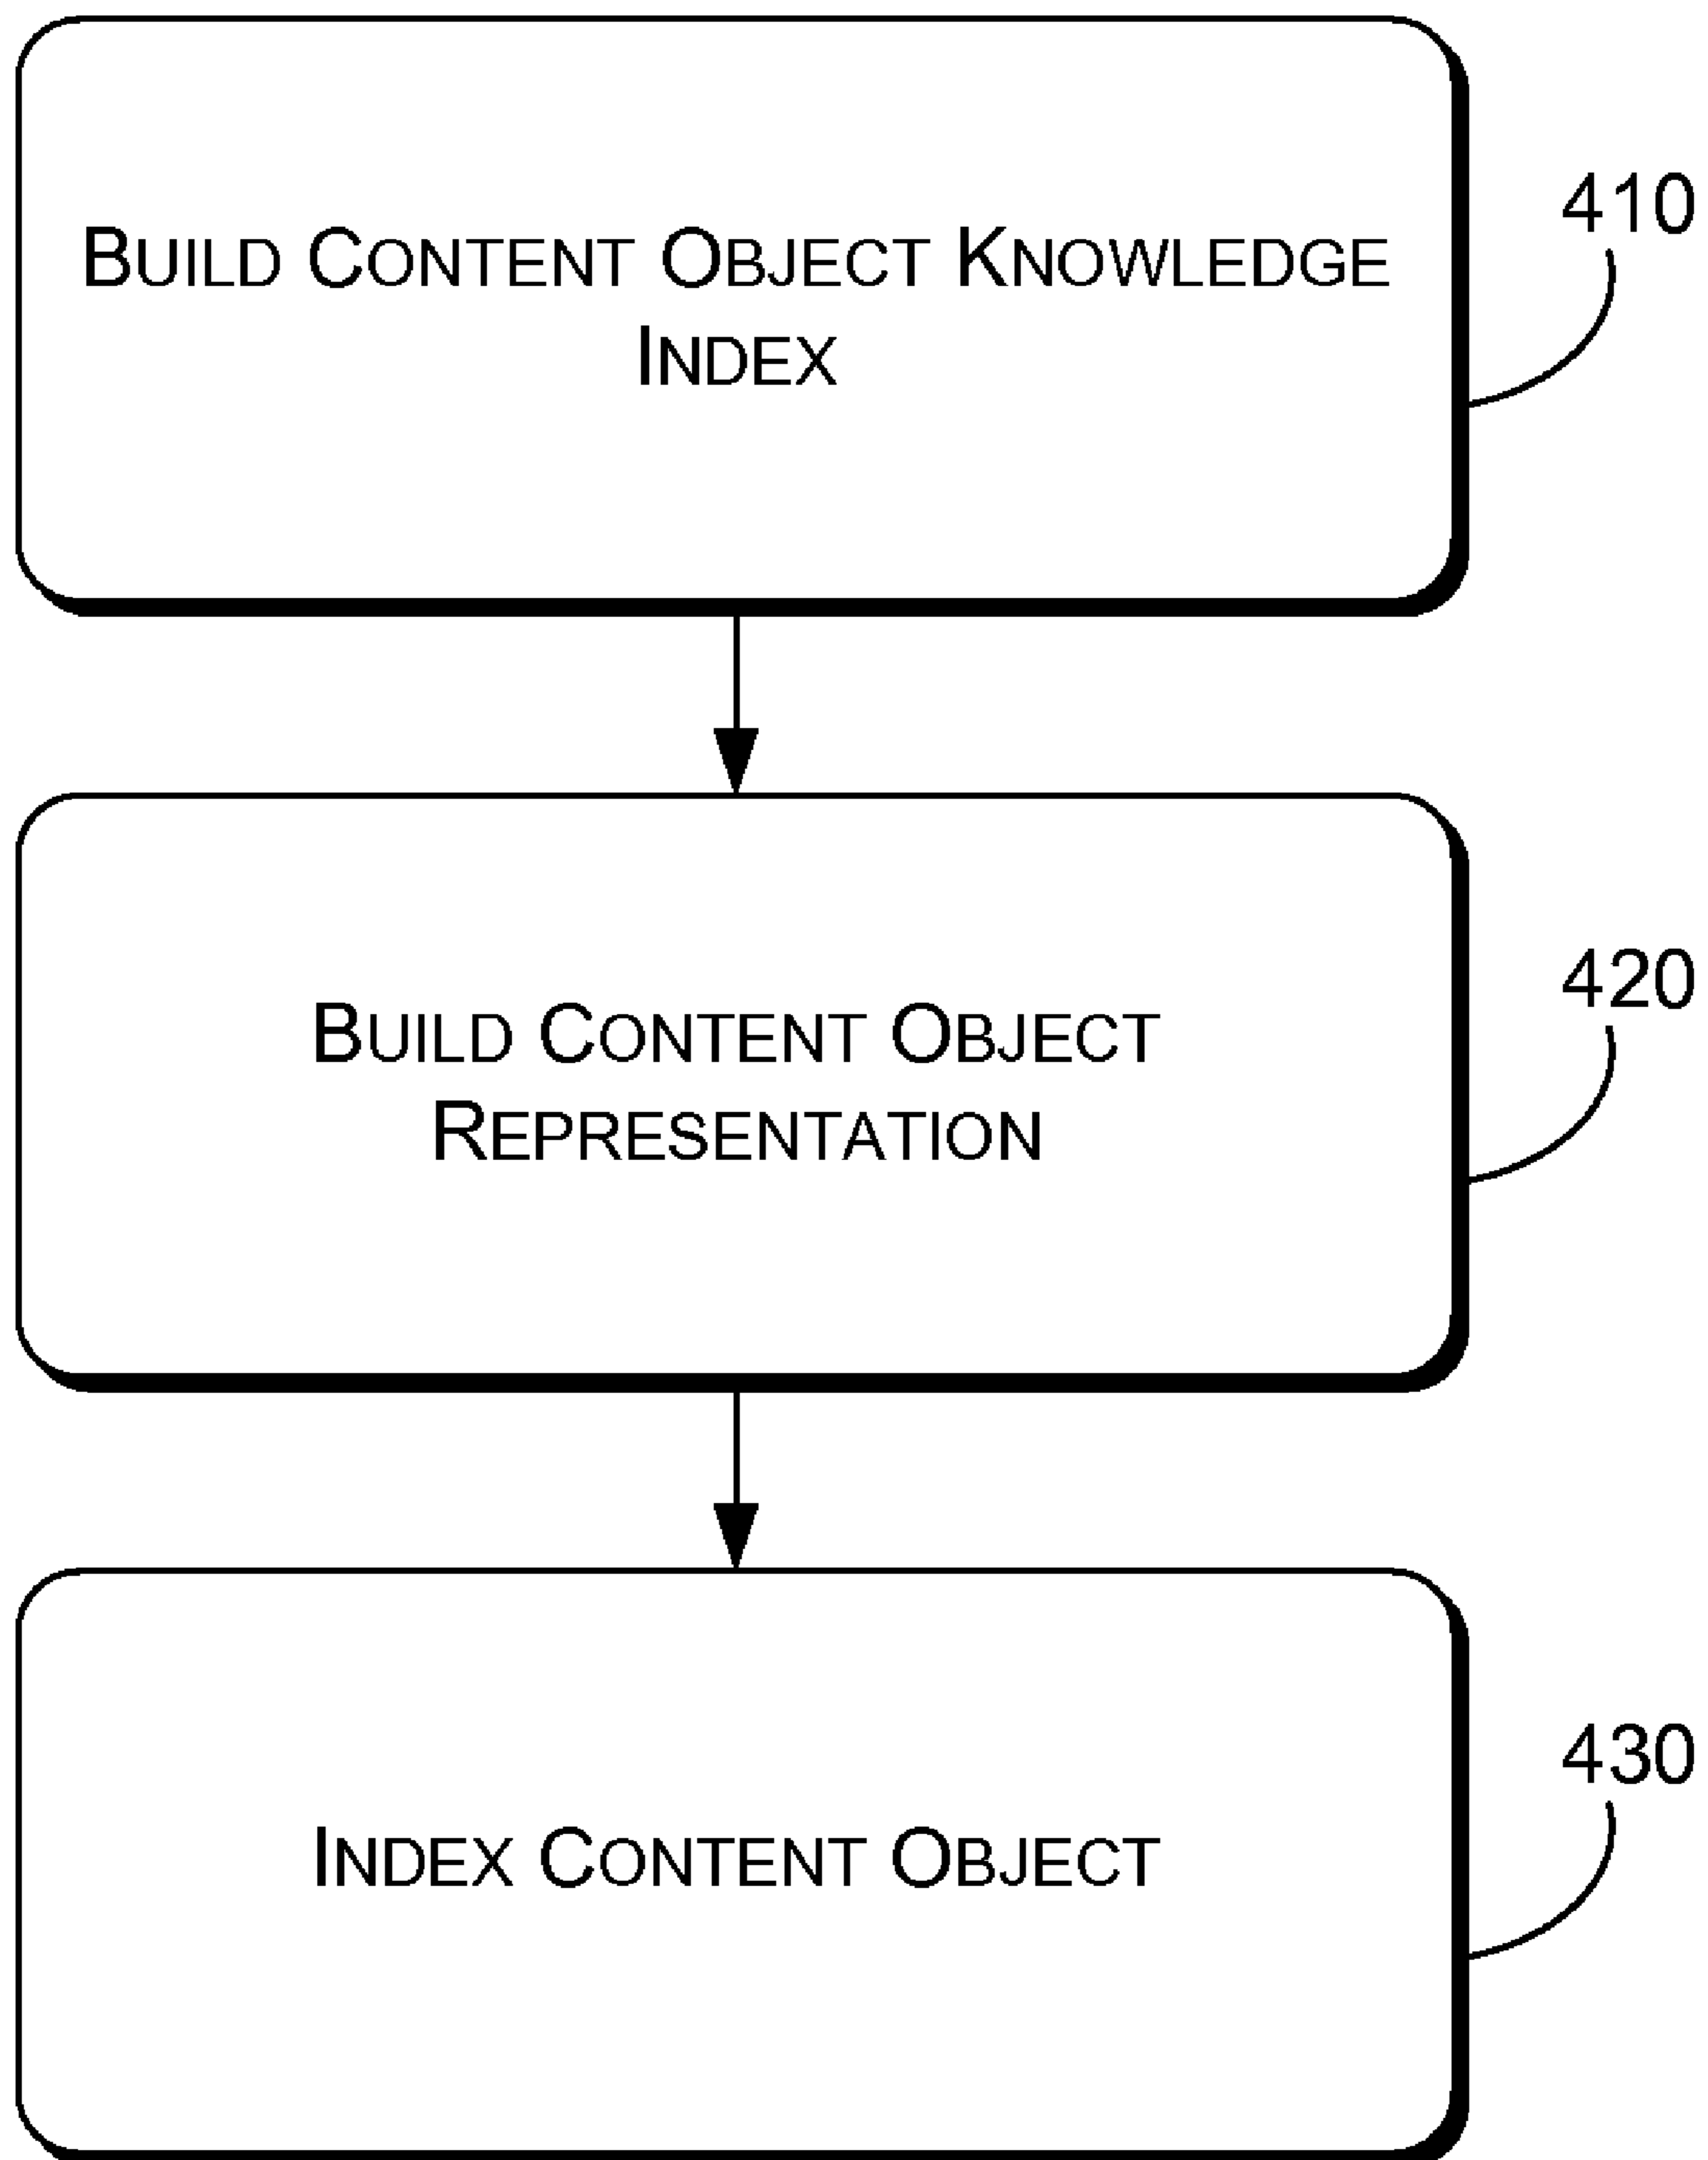 BUILD CONTENT OBJECT KNOWLEDGE
INDEX
410
BUILD CONTENT OBJECT
REPRESENTATION
420
INDEX CONTENT OBJECT
430